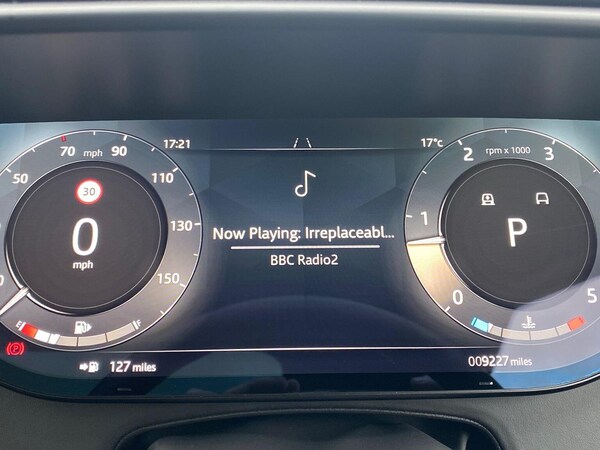 17:21
17°C
50
70 mph 90
110
130
150
30
0
mph
E F
127 miles
Now Playing: Irreplaceabl...
BBC Radio2
rpm x 1000
0
1
2
3
5
P
009227 miles
(P)